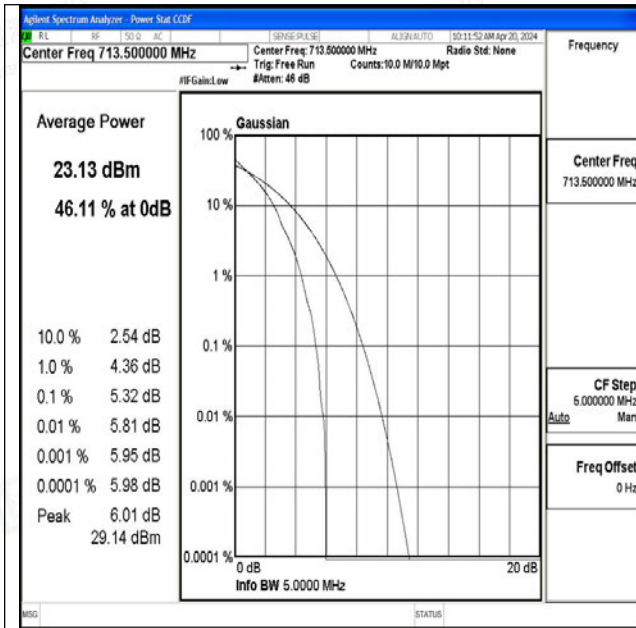 Agilent Spectrum Analyzer - Power Stat CCDF
RL RF 50 Ω AC SENSE:PULSE ALIGNAUTO 10:11:52 AM Apr 20, 2024
Center Freq 713.500000 MHz
Center Freq: 713.500000 MHz Radio Std: None
Trig: Free Run Counts:10.0 M/10.0 Mpt
#IFGain:Low #Atten: 46 dB
Frequency
Average Power
23.13 dBm
46.11 % at 0dB
10.0 % 2.54 dB
1.0 % 4.36 dB
0.1 % 5.32 dB
0.01 % 5.81 dB
0.001 % 5.95 dB
0.0001 % 5.98 dB
Peak 6.01 dB
29.14 dBm
Gaussian
100 %
10 %
1 %
0.1 %
0.01 %
0.001 %
0.0001 %
0 dB 20 dB
Info BW 5.0000 MHz
Center Freq
713.500000 MHz
CF Step
5.000000 MHz
Auto Man
Freq Offset
0 Hz
MSG STATUS